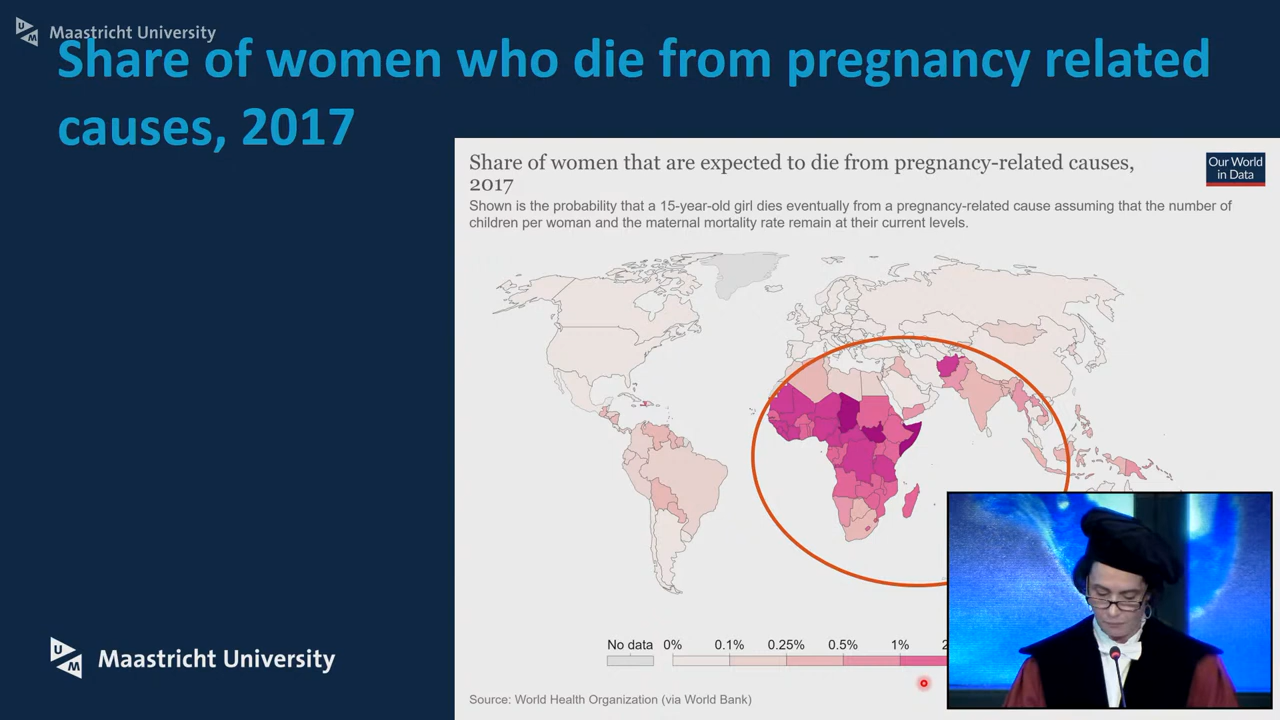 UM Maastricht University
Share of women who die from pregnancy related
causes, 2017
Share of women that are expected to die from pregnancy-related causes,
2017
Our World
in Data
Shown is the probability that a 15-year-old girl dies eventually from a pregnancy-related cause assuming that the number of
children per woman and the maternal mortality rate remain at their current levels.
No data 0% 0.1% 0.25% 0.5% 1% 2
UM Maastricht University
Source: World Health Organization (via World Bank)